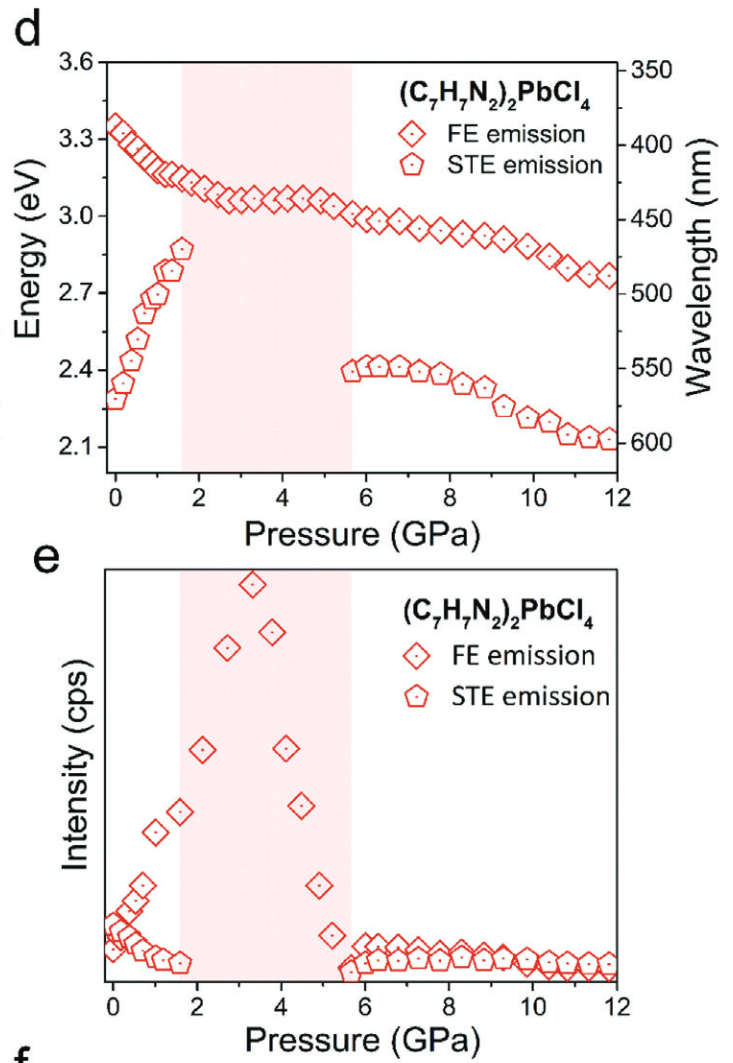 d
(C₇H₇N₂)₂PbCl₄
FE emission
STE emission
3.6
3.3
3.0
2.7
2.4
2.1
Energy (eV)
350
400
450
500
550
600
Wavelength (nm)
0 2 4 6 8 10 12
Pressure (GPa)
e
(C₇H₇N₂)₂PbCl₄
FE emission
STE emission
Intensity (cps)
0 2 4 6 8 10 12
Pressure (GPa)